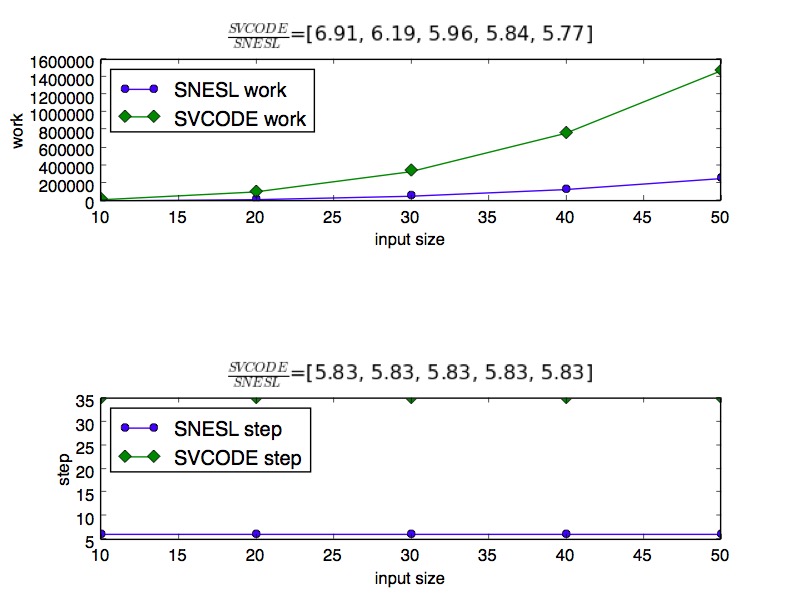 SVCODE/SNESL=[6.91, 6.19, 5.96, 5.84, 5.77]
1600000
1400000
1200000
1000000
800000
600000
400000
200000
0
work
SNESL work
SVCODE work
10 15 20 25 30 35 40 45 50
input size
SVCODE/SNESL=[5.83, 5.83, 5.83, 5.83, 5.83]
35
30
25
20
15
10
5
step
SNESL step
SVCODE step
10 15 20 25 30 35 40 45 50
input size